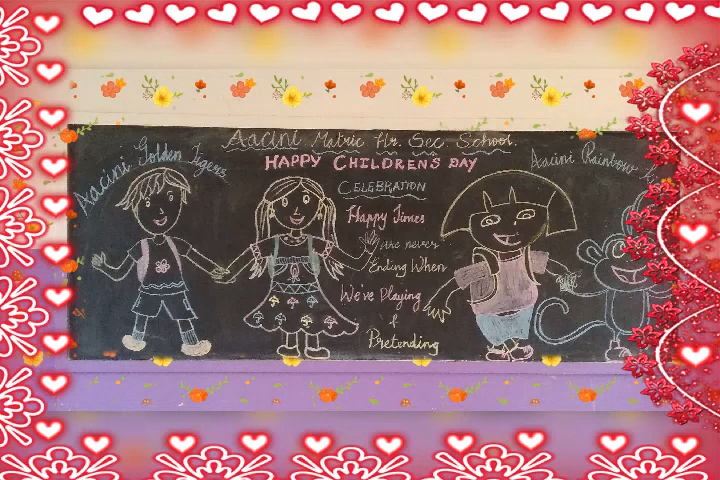 Aacini Matric Hr. Sec. School.
Aacini Golden Tigers
HAPPY CHILDREN'S DAY
Aacini Rainbow
CELEBRATION
Happy Times
are never
Ending When
We're Playing
&
Pretending